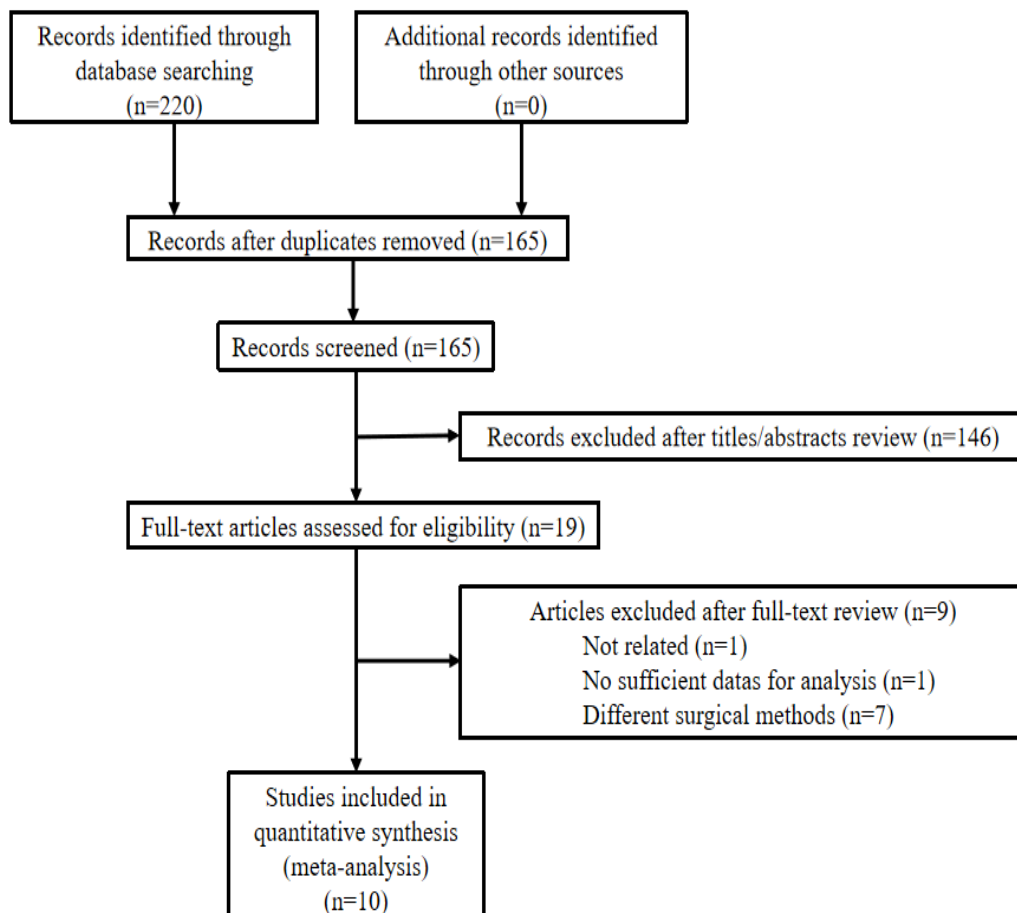 Records identified through
database searching
(n=220)
Additional records identified
through other sources
(n=0)
Records after duplicates removed (n=165)
Records screened (n=165)
Records excluded after titles/abstracts review (n=146)
Full-text articles assessed for eligibility (n=19)
Articles excluded after full-text review (n=9)
Not related (n=1)
No sufficient datas for analysis (n=1)
Different surgical methods (n=7)
Studies included in
quantitative synthesis
(meta-analysis)
(n=10)